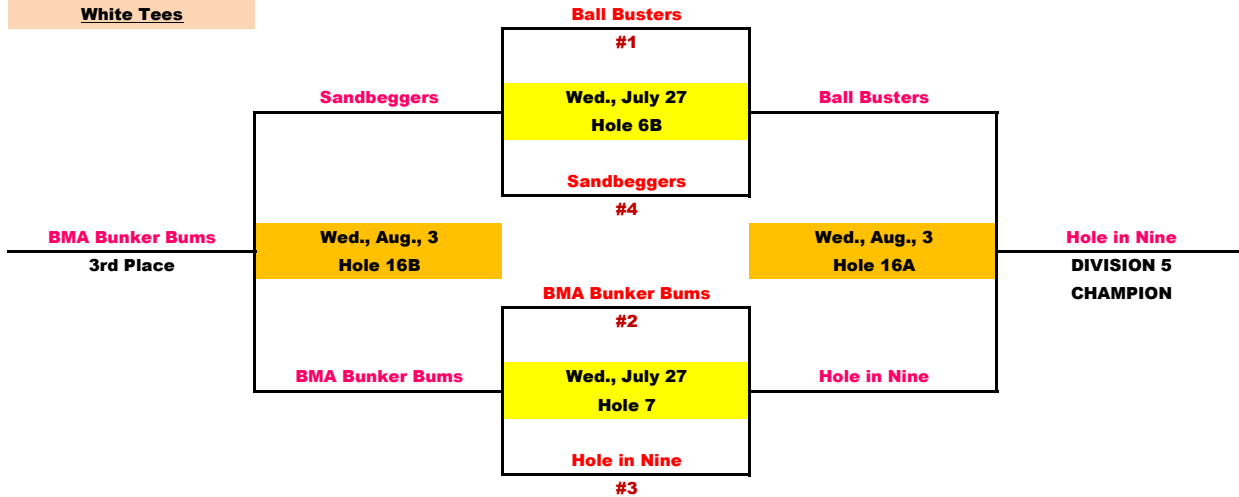 White Tees
Ball Busters
#1
Sandbeggers
Wed., July 27
Hole 6B
Ball Busters
Sandbeggers
#4
BMA Bunker Bums
3rd Place
Wed., Aug., 3
Hole 16B
Wed., Aug., 3
Hole 16A
Hole in Nine
DIVISION 5
CHAMPION
BMA Bunker Bums
#2
BMA Bunker Bums
Wed., July 27
Hole 7
Hole in Nine
Hole in Nine
#3